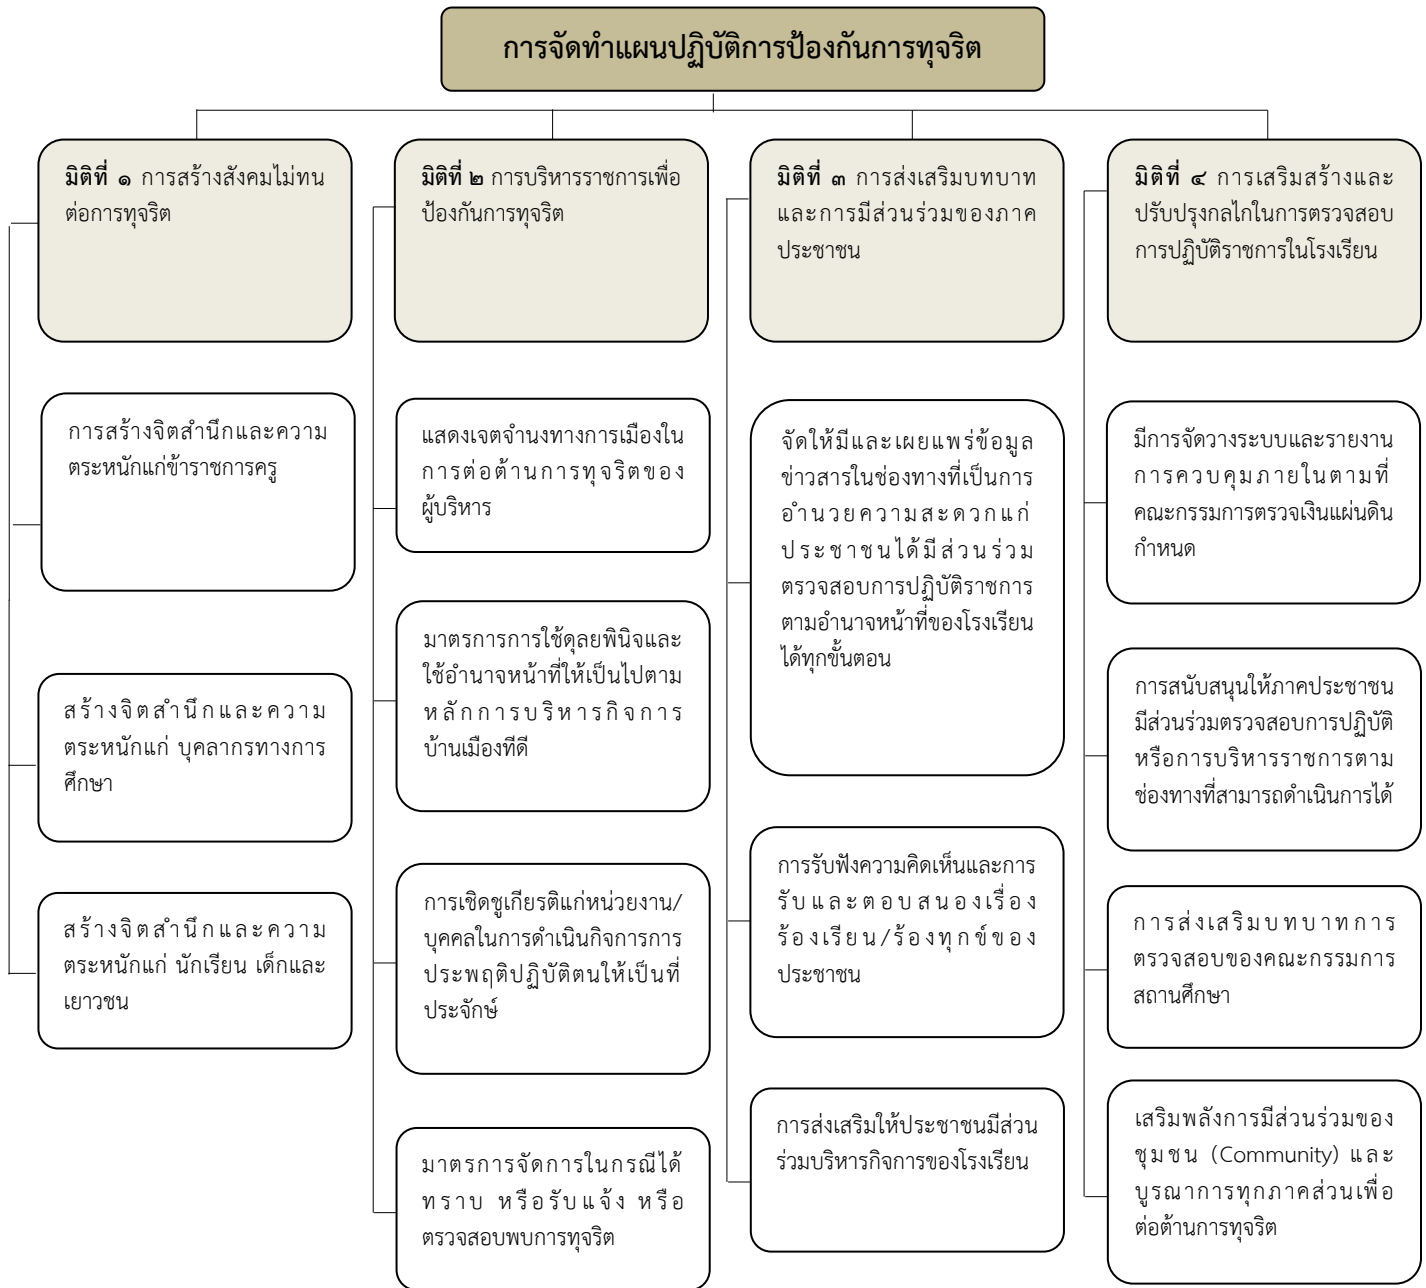 การจัดทำแผนปฏิบัติการป้องกันการทุจริต
มิติที่ ๑ การสร้างสังคมไม่ทน
ต่อการทุจริต
การสร้างจิตสำนึกและความ
ตระหนักแก่ข้าราชการครู
สร้างจิตสำนึกและความ
ตระหนักแก่ บุคลากรทางการ
ศึกษา
สร้างจิตสำนึกและความ
ตระหนักแก่ นักเรียน เด็กและ
เยาวชน
มิติที่ ๒ การบริหารราชการเพื่อ
ป้องกันการทุจริต
แสดงเจตจำนงทางการเมืองใน
การต่อต้านการทุจริตของ
ผู้บริหาร
มาตรการการใช้ดุลยพินิจและ
ใช้อำนาจหน้าที่ให้เป็นไปตาม
หลักการบริหารกิจการ
บ้านเมืองทีดี
การเชิดชูเกียรติแก่หน่วยงาน/
บุคคลในการดำเนินกิจการการ
ประพฤติปฏิบัติตนให้เป็นที่
ประจักษ์
มาตรการจัดการในกรณีได้
ทราบ หรือรับแจ้ง หรือ
ตรวจสอบพบการทุจริต
มิติที่ ๓ การส่งเสริมบทบาท
และการมีส่วนร่วมของภาค
ประชาชน
จัดให้มีและเผยแพร่ข้อมูล
ข่าวสารในช่องทางที่เป็นการ
อำนวยความสะดวกแก่
ประชาชนได้มีส่วนร่วม
ตรวจสอบการปฏิบัติราชการ
ตามอำนาจหน้าที่ของโรงเรียน
ได้ทุกขั้นตอน
การรับฟังความคิดเห็นและการ
รับและตอบสนองเรื่อง
ร้องเรียน/ร้องทุกข์ของ
ประชาชน
การส่งเสริมให้ประชาชนมีส่วน
ร่วมบริหารกิจการของโรงเรียน
มิติที่ ๔ การเสริมสร้างและ
ปรับปรุงกลไกในการตรวจสอบ
การปฏิบัติราชการในโรงเรียน
มีการจัดวางระบบและรายงาน
การควบคุมภายในตามที่
คณะกรรมการตรวจเงินแผ่นดิน
กำหนด
การสนับสนุนให้ภาคประชาชน
มีส่วนร่วมตรวจสอบการปฏิบัติ
หรือการบริหารราชการตาม
ช่องทางที่สามารถดำเนินการได้
การส่งเสริมบทบาทการ
ตรวจสอบของคณะกรรมการ
สถานศึกษา
เสริมพลังการมีส่วนร่วมของ
ชุมชน (Community) และ
บูรณาการทุกภาคส่วนเพื่อ
ต่อต้านการทุจริต